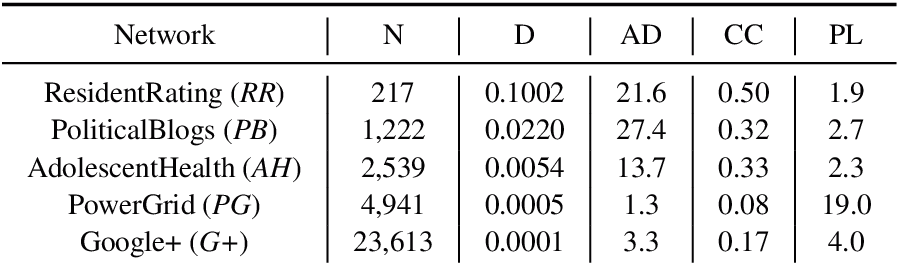 Network N D AD CC PL
ResidentRating (RR) 217 0.1002 21.6 0.50 1.9
PoliticalBlogs (PB) 1,222 0.0220 27.4 0.32 2.7
AdolescentHealth (AH) 2,539 0.0054 13.7 0.33 2.3
PowerGrid (PG) 4,941 0.0005 1.3 0.08 19.0
Google+ (G+) 23,613 0.0001 3.3 0.17 4.0